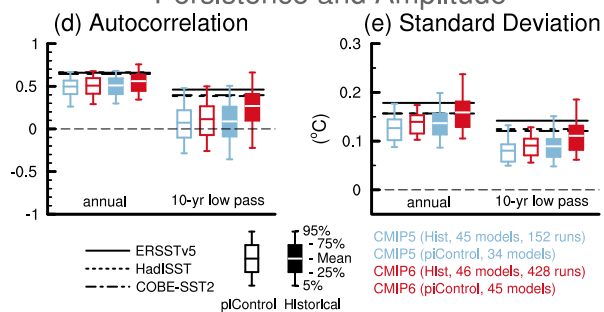 Persistence and Amplitude
(d) Autocorrelation
1
0.5
0
-0.5
-1
annual
10-yr low pass
(e) Standard Deviation
(°C)
0.3
0.2
0.1
0
annual
10-yr low pass
ERSSTv5
HadISST
COBE-SST2
95%
- 75%
- Mean
- 25%
5%
piControl
Historical
CMIP5 (Hist, 45 models, 152 runs)
CMIP5 (piControl, 34 models)
CMIP6 (Hist, 46 models, 428 runs)
CMIP6 (piControl, 45 models)